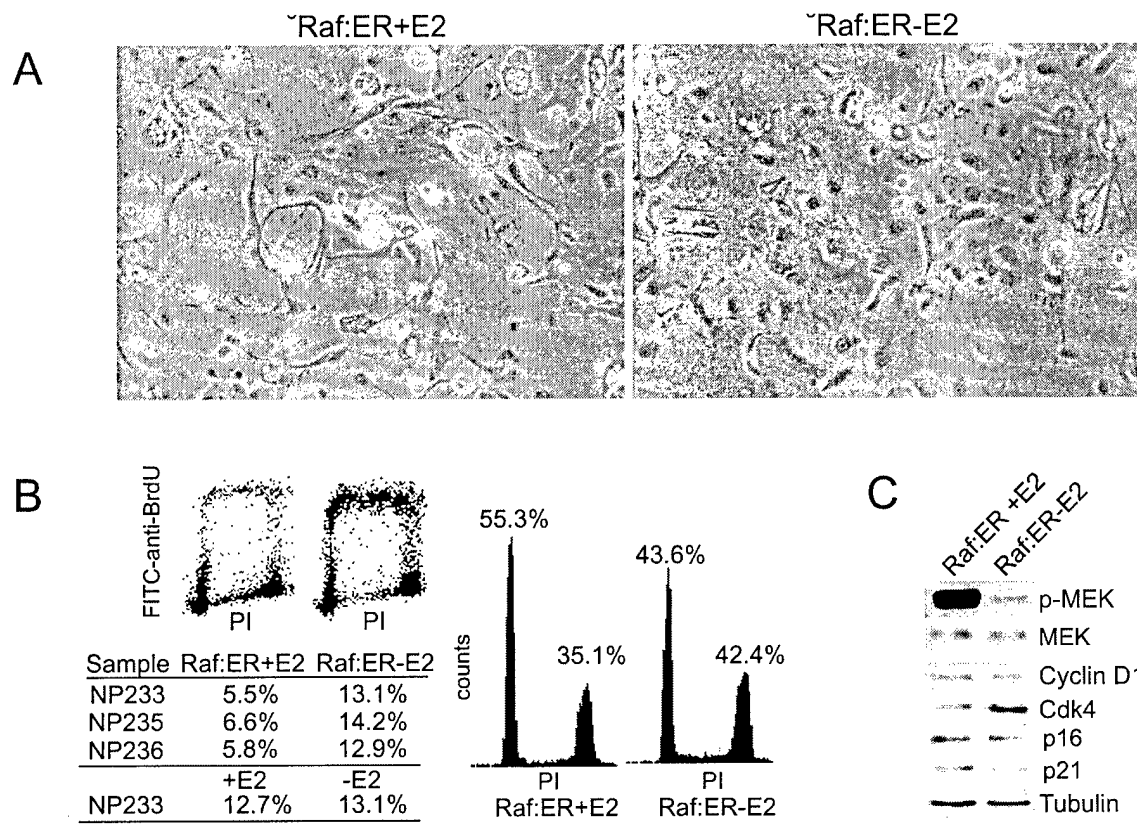 ˘Raf:ER+E2 ˘Raf:ER-E2
A
B
FITC-anti-BrdU
PI PI
Sample Raf:ER+E2 Raf:ER-E2
NP233 5.5% 13.1%
NP235 6.6% 14.2%
NP236 5.8% 12.9%
+E2 -E2
NP233 12.7% 13.1%
55.3%
35.1%
43.6%
42.4%
counts
PI PI
Raf:ER+E2 Raf:ER-E2
C
Raf:ER +E2
Raf:ER-E2
p-MEK
MEK
Cyclin D1
Cdk4
p16
p21
Tubulin